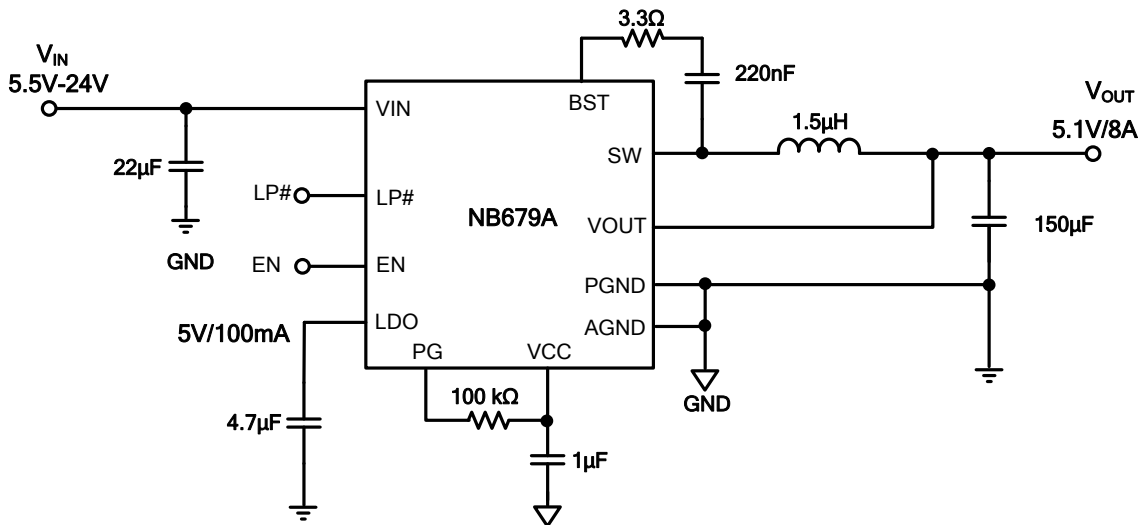 3.3Ω
V_IN
5.5V-24V
220nF
BST
VIN
V_OUT
5.1V/8A
1.5µH
SW
22µF
LP#
LP#
NB679A
VOUT
150µF
GND
EN
EN
PGND
LDO
AGND
5V/100mA
PG
VCC
100 kΩ
GND
4.7µF
1µF